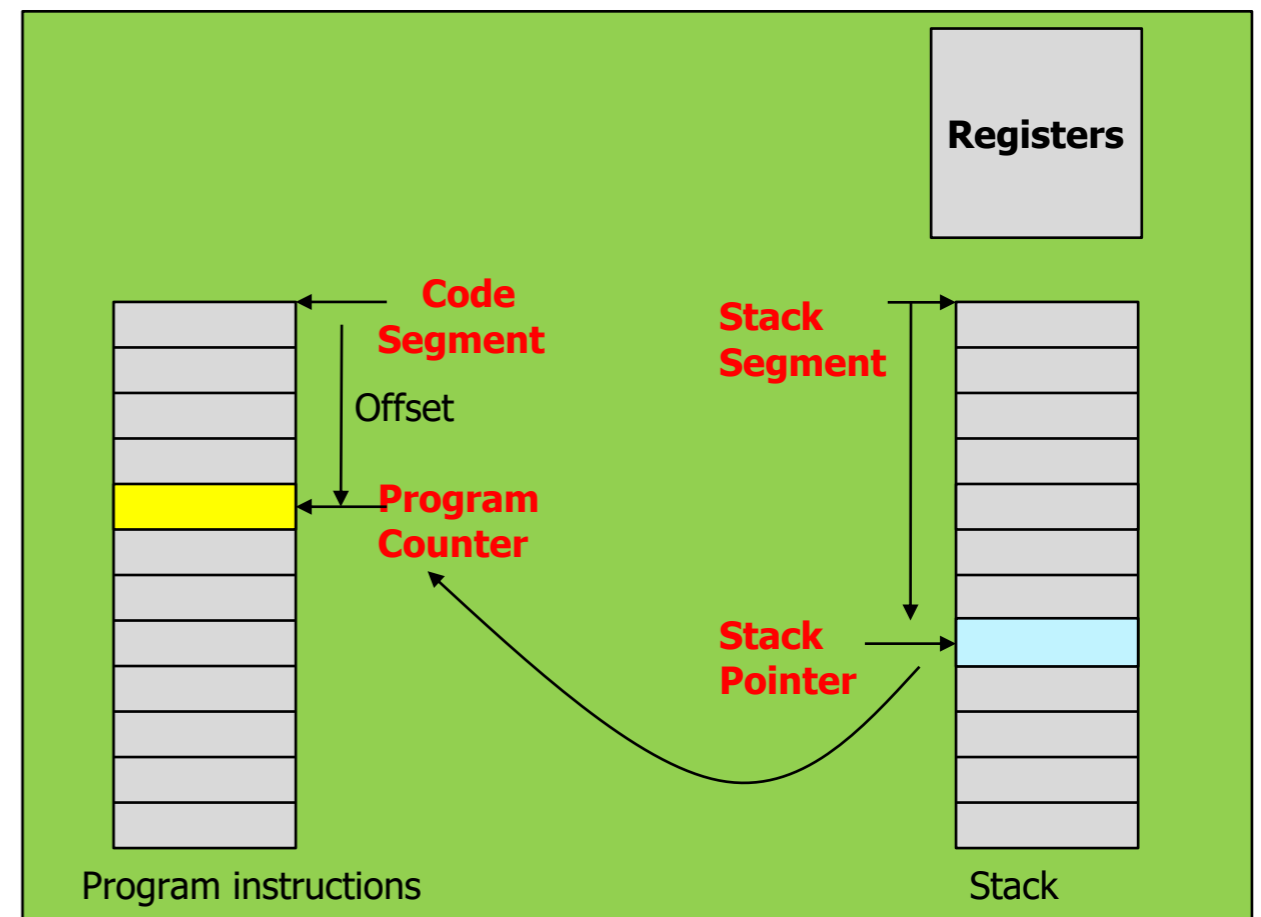 Registers
Code
Segment
Stack
Segment
Offset
Program
Counter
Stack
Pointer
Program instructions
Stack